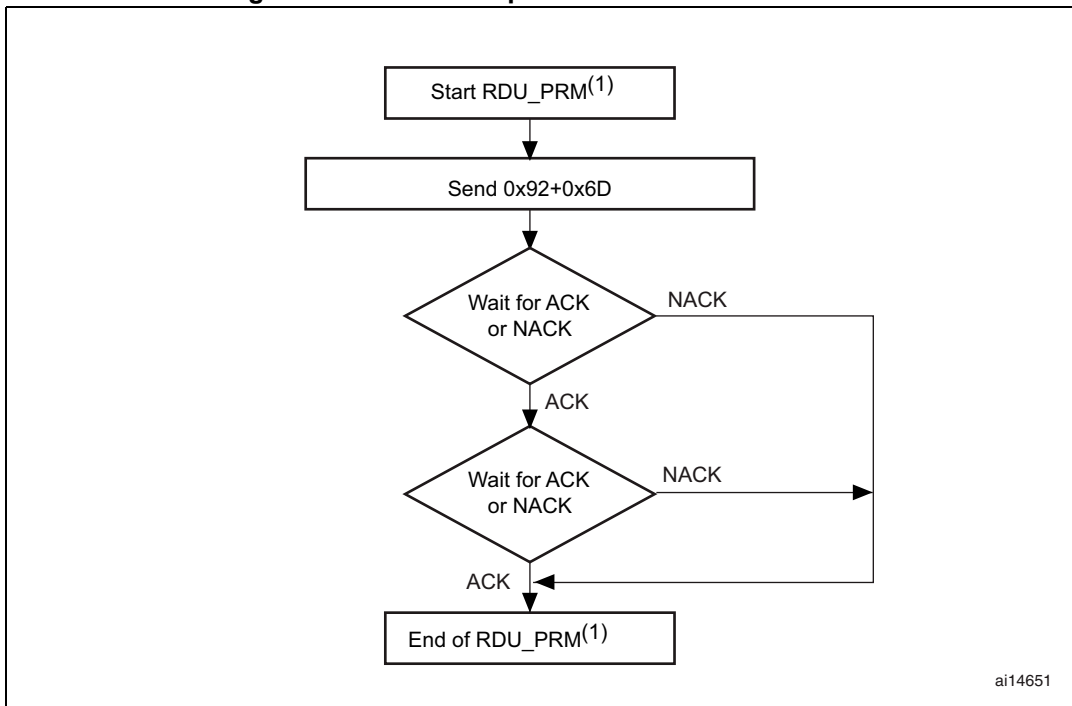 Start RDU_PRM(1)
Send 0x92+0x6D
Wait for ACK
or NACK
NACK
ACK
Wait for ACK
or NACK
NACK
ACK
End of RDU_PRM(1)
ai14651